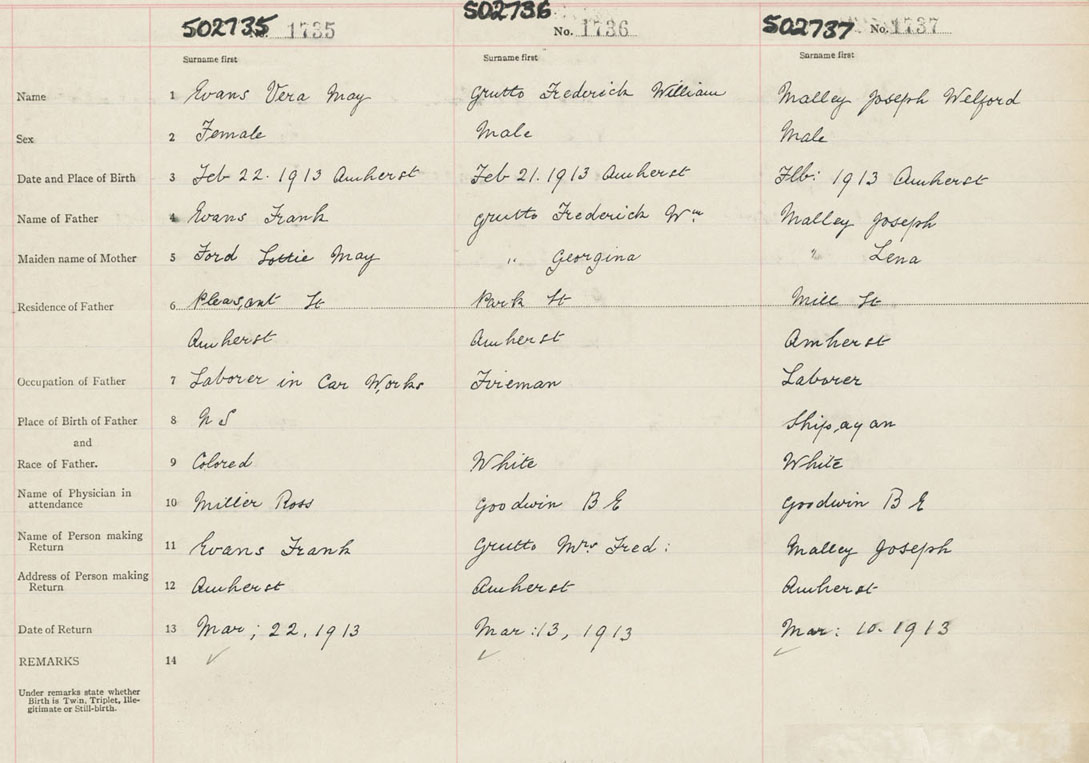 502735 No. 1735 502736 No. 1736 502737 No. 1737
Surname first Surname first Surname first
Name 1 Evans Vera May Grutto Frederick William Malley Joseph Welford
Sex 2 Female Male Male
Date and Place of Birth 3 Feb 22. 1913 Amherst Feb 21. 1913 Amherst Feb: 1913 Amherst
Name of Father 4 Evans Frank Grutto Frederick Wm Malley Joseph
Maiden name of Mother 5 Ford Lottie May " Georgina " Lena
Residence of Father 6 Pleasant St Park St Mill St
Amherst Amherst Amherst
Occupation of Father 7 Laborer in Car Works Fireman Laborer
Place of Birth of Father 8 N S Ship,ayan
and
Race of Father. 9 Colored White White
Name of Physician in
attendance 10 Miller Ross Goodwin B E Goodwin B E
Name of Person making
Return 11 Evans Frank Grutto Mrs Fred: Malley Joseph
Address of Person making
Return 12 Amherst Amherst Amherst
Date of Return 13 Mar; 22, 1913 Mar:13, 1913 Mar: 10. 1913
REMARKS 14
Under remarks state whether
Birth is Twin, Triplet, Ille-
gitimate or Still-birth.